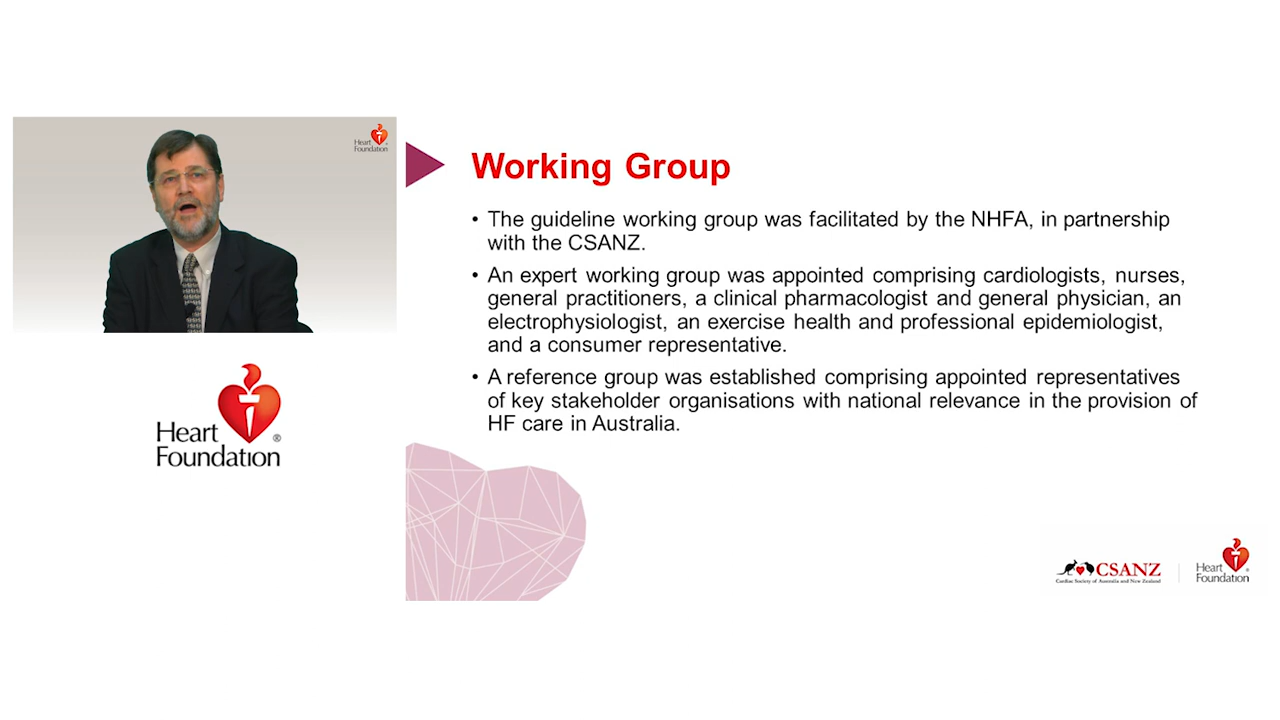 Heart
Foundation
Working Group
• The guideline working group was facilitated by the NHFA, in partnership
with the CSANZ.
• An expert working group was appointed comprising cardiologists, nurses,
general practitioners, a clinical pharmacologist and general physician, an
electrophysiologist, an exercise health and professional epidemiologist,
and a consumer representative.
• A reference group was established comprising appointed representatives
of key stakeholder organisations with national relevance in the provision of
HF care in Australia.
Heart
Foundation®
CSANZ
Cardiac Society of Australia and New Zealand
Heart
Foundation